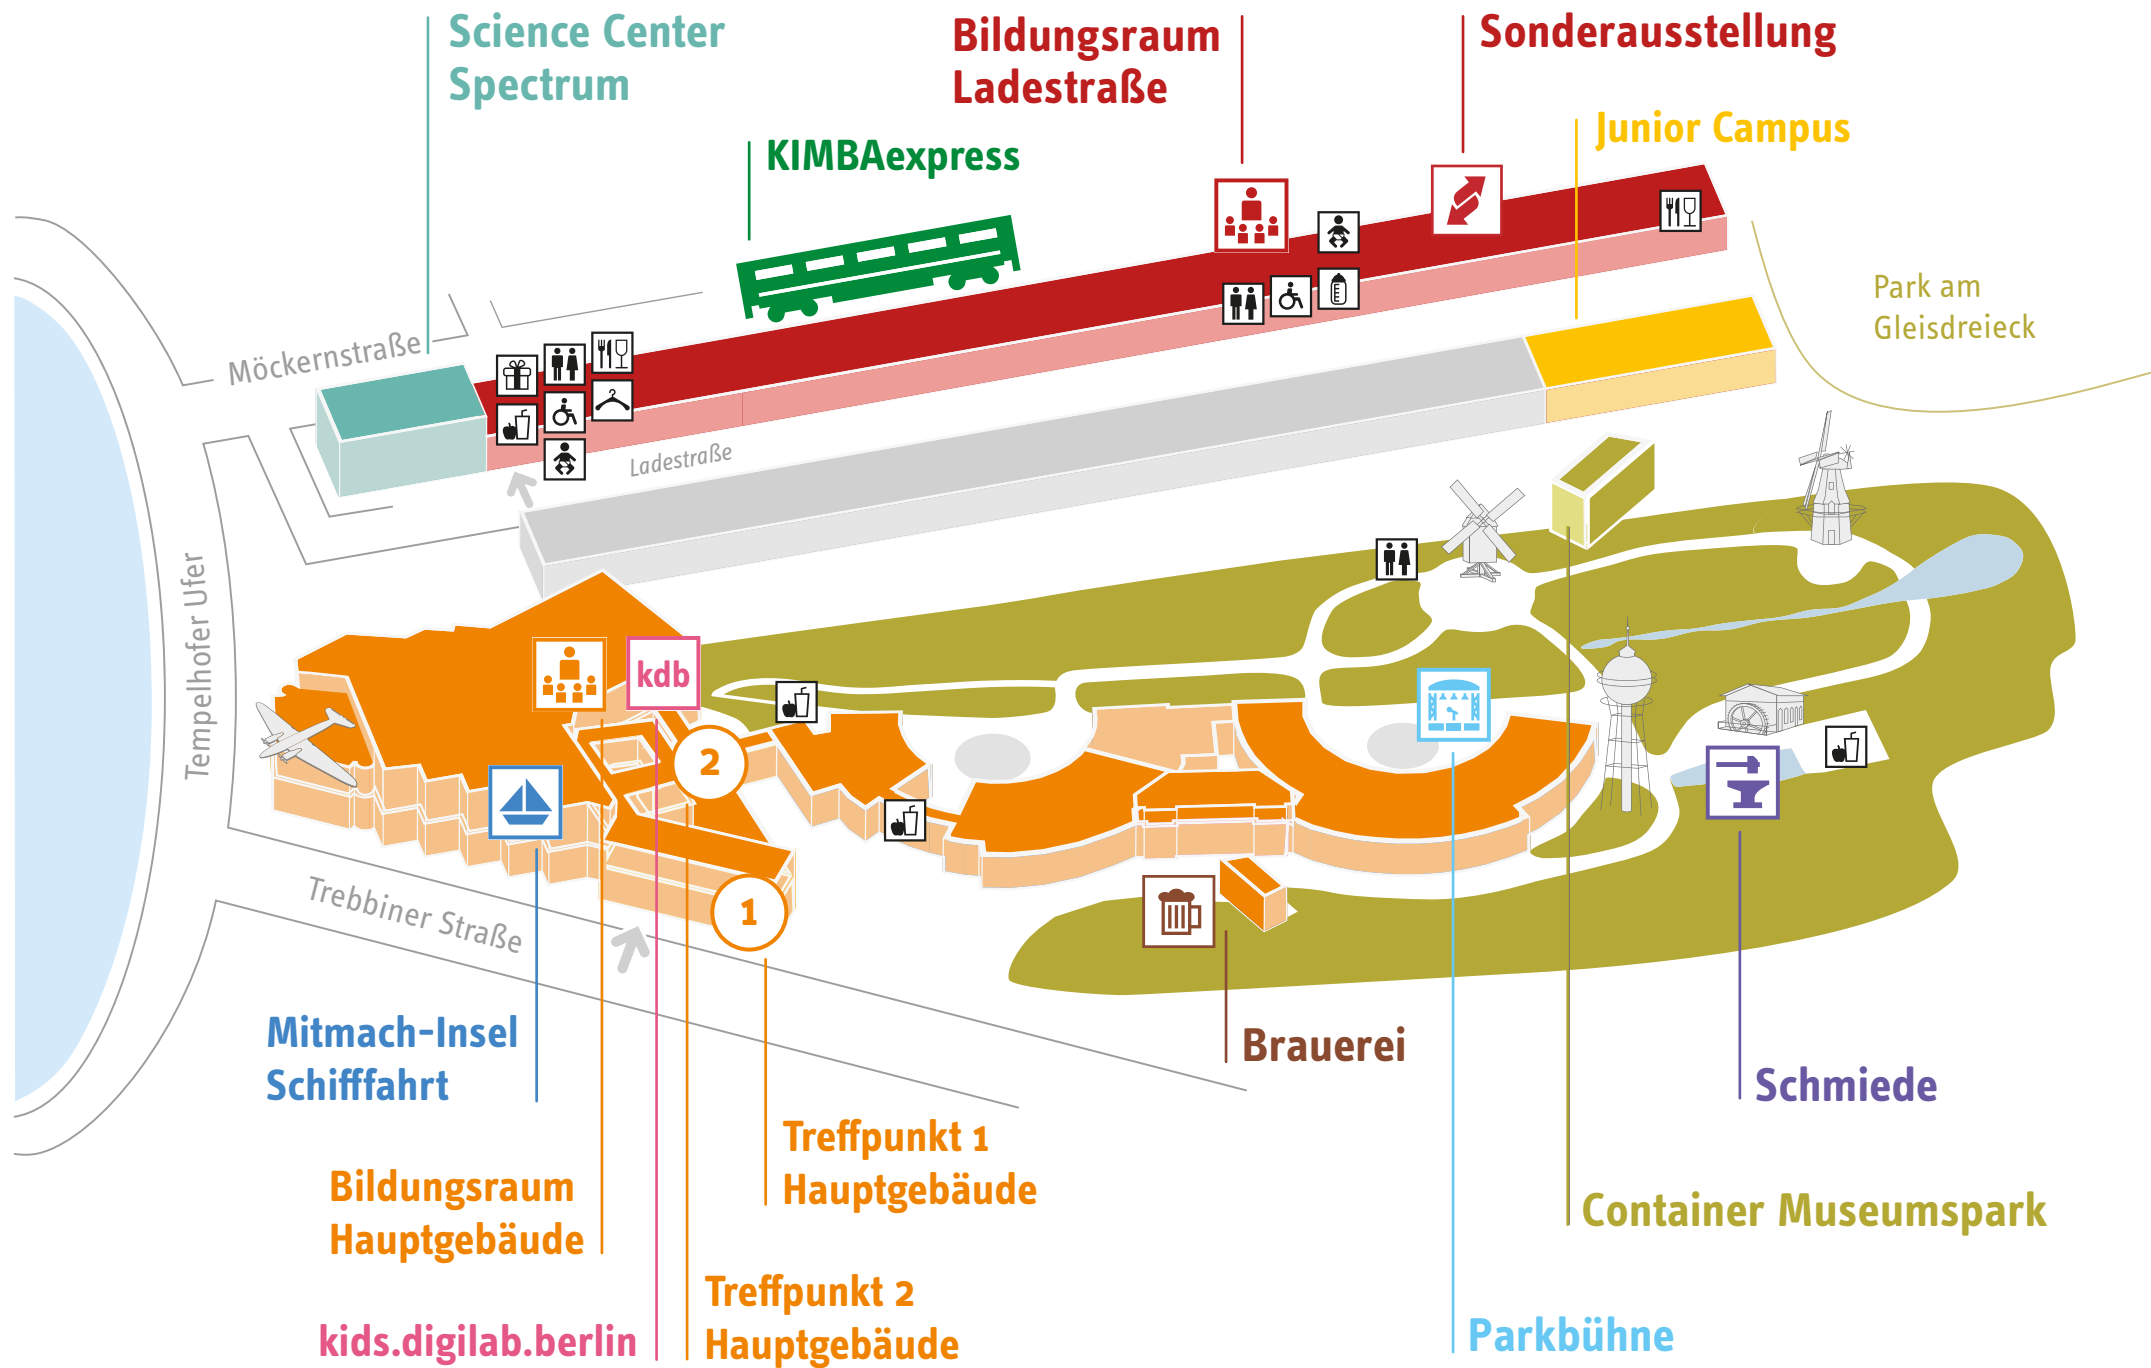 Science Center
Spectrum
Bildungsraum
Ladestraße
Sonderausstellung
KIMBAexpress
Junior Campus
Park am
Gleisdreieck
Möckernstraße
Ladestraße
Tempelhofer Ufer
kdb
2
1
Trebbiner Straße
Mitmach-Insel
Schifffahrt
Brauerei
Schmiede
Treffpunkt 1
Hauptgebäude
Bildungsraum
Hauptgebäude
Container Museumspark
Treffpunkt 2
Hauptgebäude
kids.digilab.berlin
Parkbühne